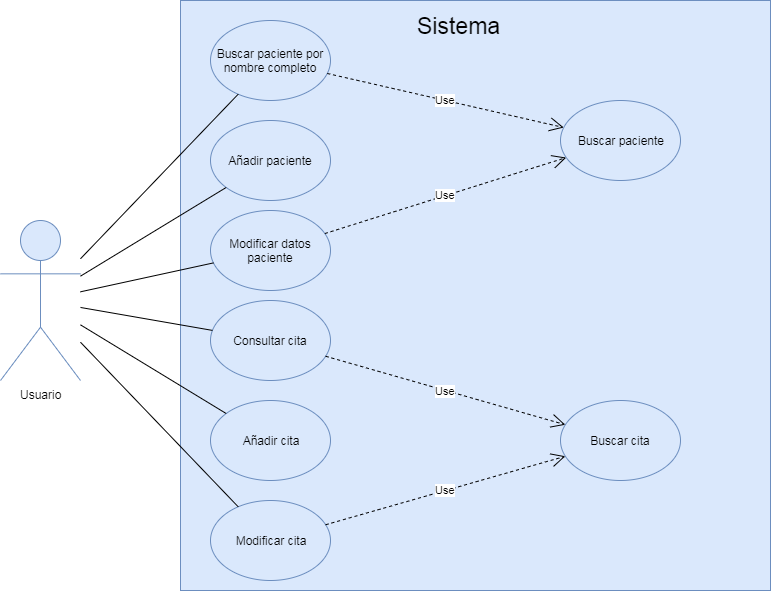 Sistema
Buscar paciente por
nombre completo
Use
Buscar paciente
Añadir paciente
Use
Modificar datos
paciente
Consultar cita
Usuario
Use
Añadir cita
Buscar cita
Use
Modificar cita